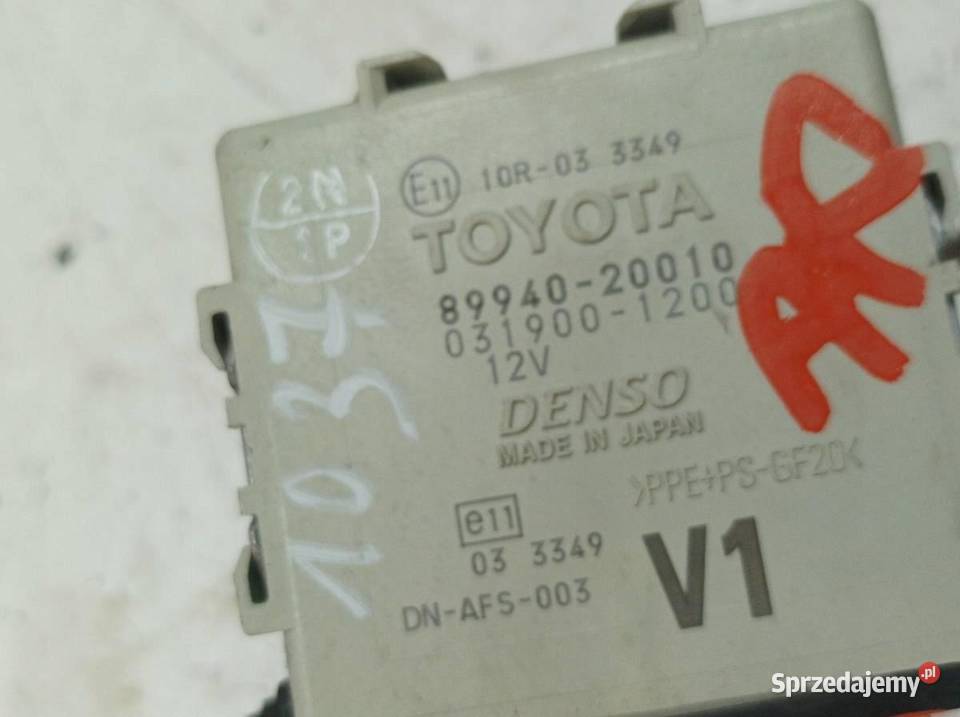 E11 10R-03 3349
TOYOTA
89940-20010
031900-1200
12V
DENSO
MADE IN JAPAN
>PPE+PS-GF20<
e11
03 3349
DN-AFS-003
V1
2N
1P
1037
Sprzedajemy.pl